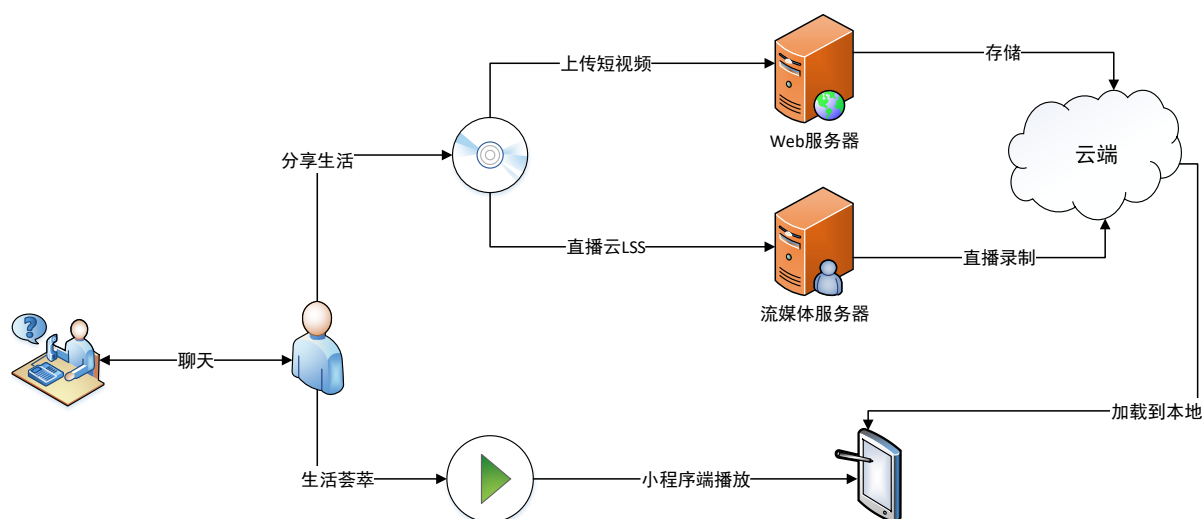 上传短视频
存储
Web服务器
云端
分享生活
直播云LSS
直播录制
流媒体服务器
聊天
加载到本地
生活荟萃
小程序端播放